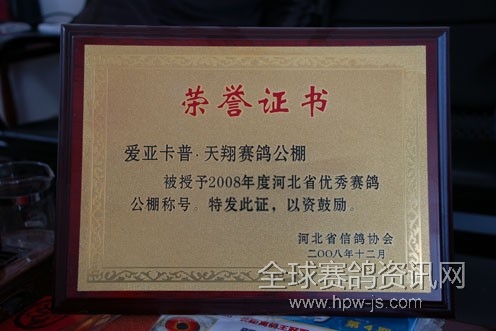 荣誉证书
爱亚卡普·天翔赛鸽公棚
被授予2008年度河北省优秀赛鸽
公棚称号。特发此证,以资鼓励。
河北省信鸽协会
二〇〇八年十二月
全球赛鸽资讯网
www.hpw-js.com